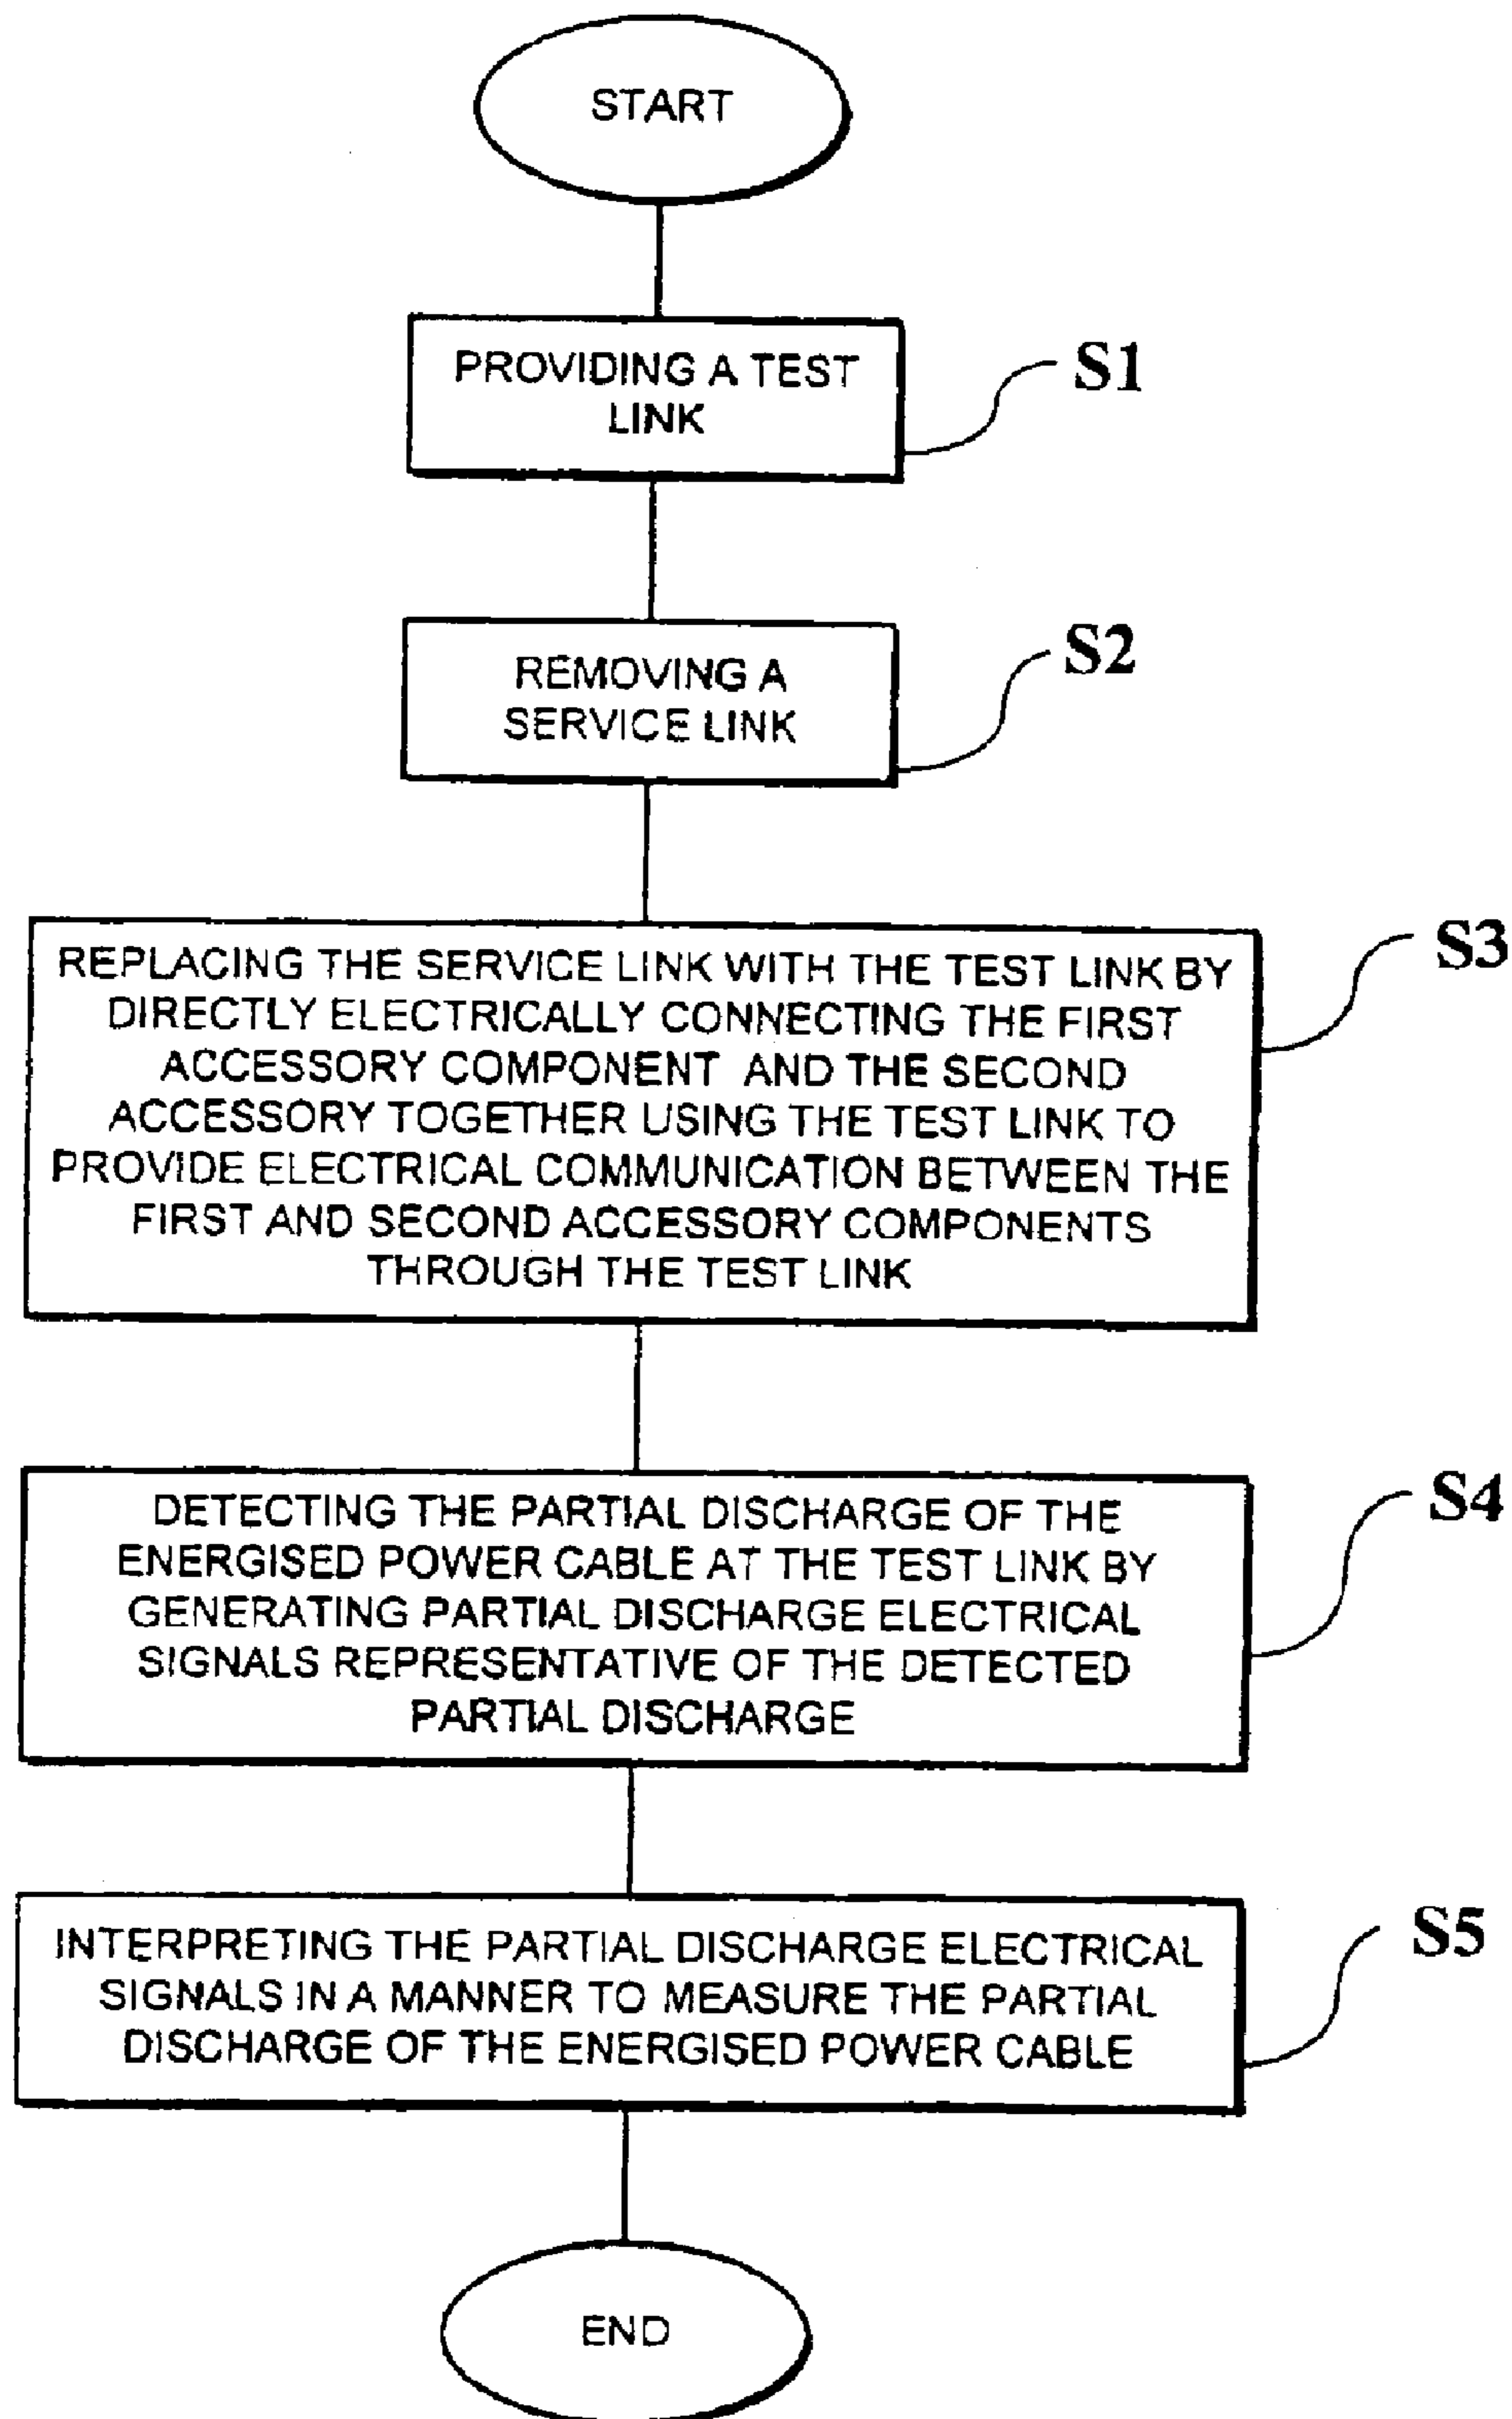 START
PROVIDING A TEST
LINK
S1
REMOVING A
SERVICE LINK
S2
REPLACING THE SERVICE LINK WITH THE TEST LINK BY
DIRECTLY ELECTRICALLY CONNECTING THE FIRST
ACCESSORY COMPONENT AND THE SECOND
ACCESSORY TOGETHER USING THE TEST LINK TO
PROVIDE ELECTRICAL COMMUNICATION BETWEEN THE
FIRST AND SECOND ACCESSORY COMPONENTS
THROUGH THE TEST LINK
S3
DETECTING THE PARTIAL DISCHARGE OF THE
ENERGISED POWER CABLE AT THE TEST LINK BY
GENERATING PARTIAL DISCHARGE ELECTRICAL
SIGNALS REPRESENTATIVE OF THE DETECTED
PARTIAL DISCHARGE
S4
INTERPRETING THE PARTIAL DISCHARGE ELECTRICAL
SIGNALS IN A MANNER TO MEASURE THE PARTIAL
DISCHARGE OF THE ENERGISED POWER CABLE
S5
END